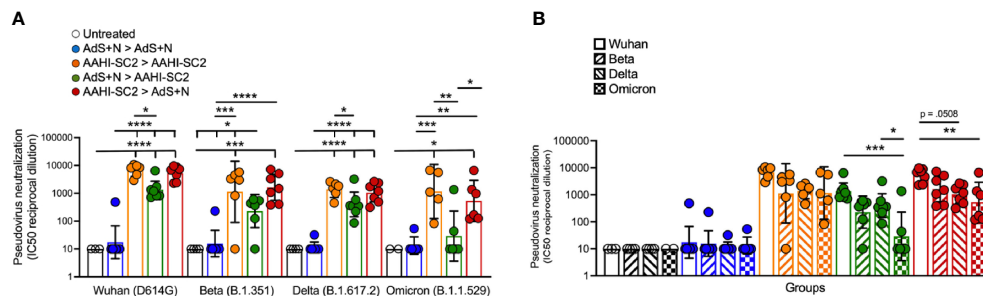 A
Untreated
AdS+N > AdS+N
AAHI-SC2 > AAHI-SC2
AdS+N > AAHI-SC2
AAHI-SC2 > AdS+N
*
****
****
****
***
*
***
*
****
****
*
**
**
***
*
Pseudovirus neutralization
(IC50 reciprocal dilution)
100000
10000
1000
100
10
1
Wuhan (D614G)
Beta (B.1.351)
Delta (B.1.617.2)
Omicron (B.1.1.529)
B
Wuhan
Beta
Delta
Omicron
p = .0508
*
**
***
Pseudovirus neutralization
(IC50 reciprocal dilution)
100000
10000
1000
100
10
1
Groups